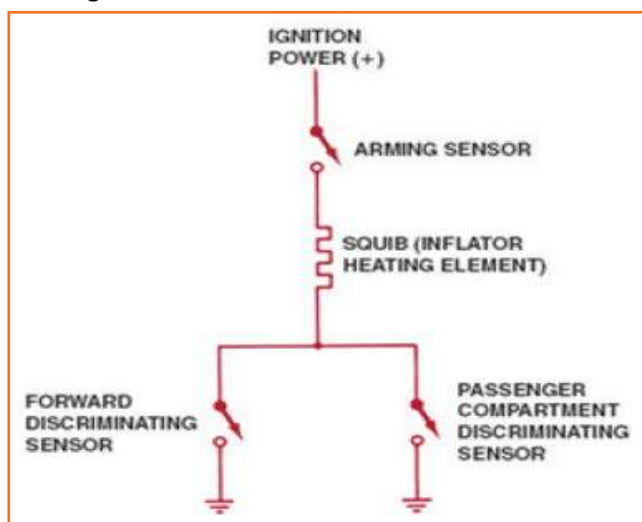 IGNITION
POWER (+)
ARMING SENSOR
SQUIB (INFLATOR
HEATING ELEMENT)
FORWARD
DISCRIMINATING
SENSOR
PASSENGER
COMPARTMENT
DISCRIMINATING
SENSOR